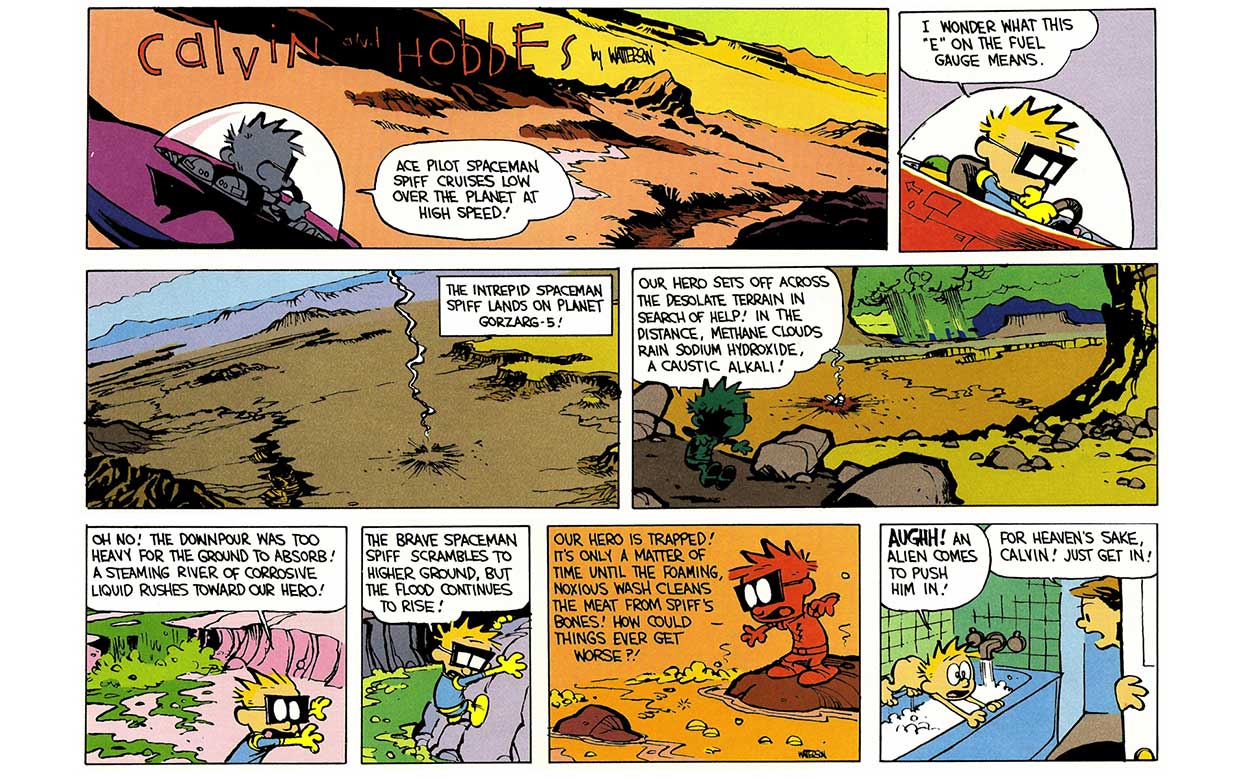 Calvin and Hobbes by WATTERSON
ACE PILOT SPACEMAN
SPIFF CRUISES LOW
OVER THE PLANET AT
HIGH SPEED!
I WONDER WHAT THIS
"E" ON THE FUEL
GAUGE MEANS.
THE INTREPID SPACEMAN
SPIFF LANDS ON PLANET
GORZARG-5!
OUR HERO SETS OFF ACROSS
THE DESOLATE TERRAIN IN
SEARCH OF HELP! IN THE
DISTANCE, METHANE CLOUDS
RAIN SODIUM HYDROXIDE,
A CAUSTIC ALKALI!
OH NO! THE DOWNPOUR WAS TOO
HEAVY FOR THE GROUND TO ABSORB!
A STEAMING RIVER OF CORROSIVE
LIQUID RUSHES TOWARD OUR HERO!
THE BRAVE SPACEMAN
SPIFF SCRAMBLES TO
HIGHER GROUND, BUT
THE FLOOD CONTINUES
TO RISE!
OUR HERO IS TRAPPED!
IT'S ONLY A MATTER OF
TIME UNTIL THE FOAMING,
NOXIOUS WASH CLEANS
THE MEAT FROM SPIFF'S
BONES! HOW COULD
THINGS EVER GET
WORSE?!
WATTERSON
AUGHH! AN
ALIEN COMES
TO PUSH
HIM IN!
FOR HEAVEN'S SAKE,
CALVIN! JUST GET IN!